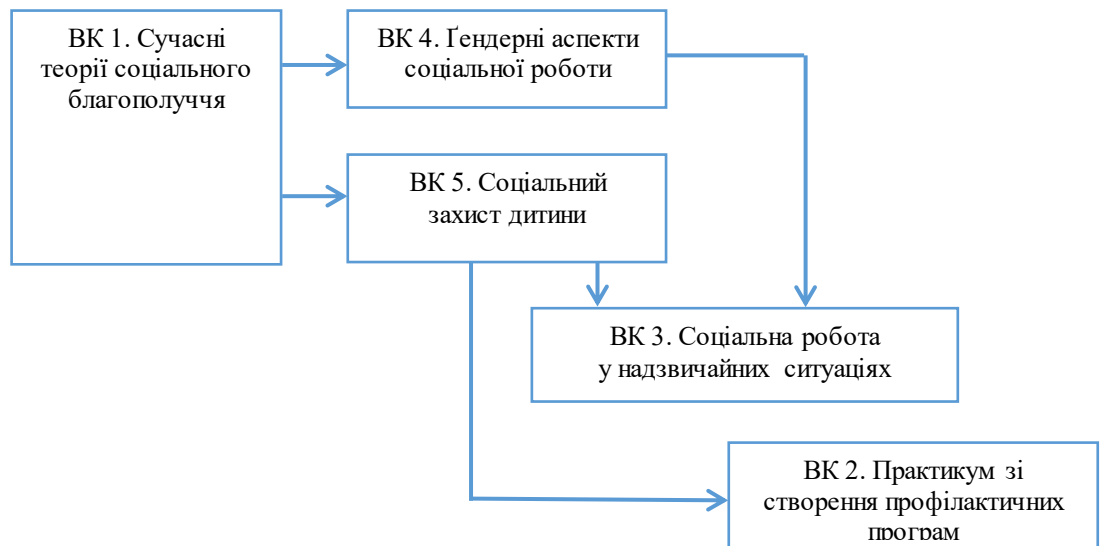 ВК 1. Сучасні
теорії соціального
благополуччя
ВК 4. Ґендерні аспекти
соціальної роботи
ВК 5. Соціальний
захист дитини
ВК 3. Соціальна робота
у надзвичайних ситуаціях
ВК 2. Практикум зі
створення профілактичних
програм